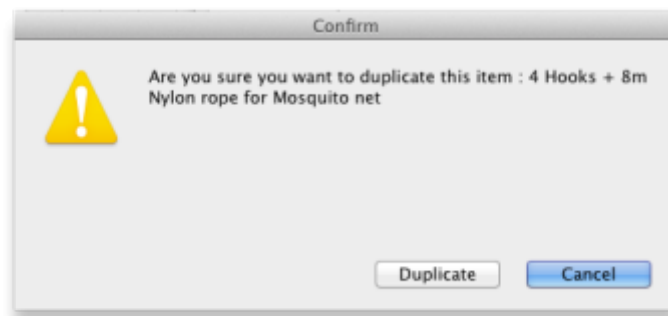 Confirm
Are you sure you want to duplicate this item : 4 Hooks + 8m
Nylon rope for Mosquito net
Duplicate
Cancel